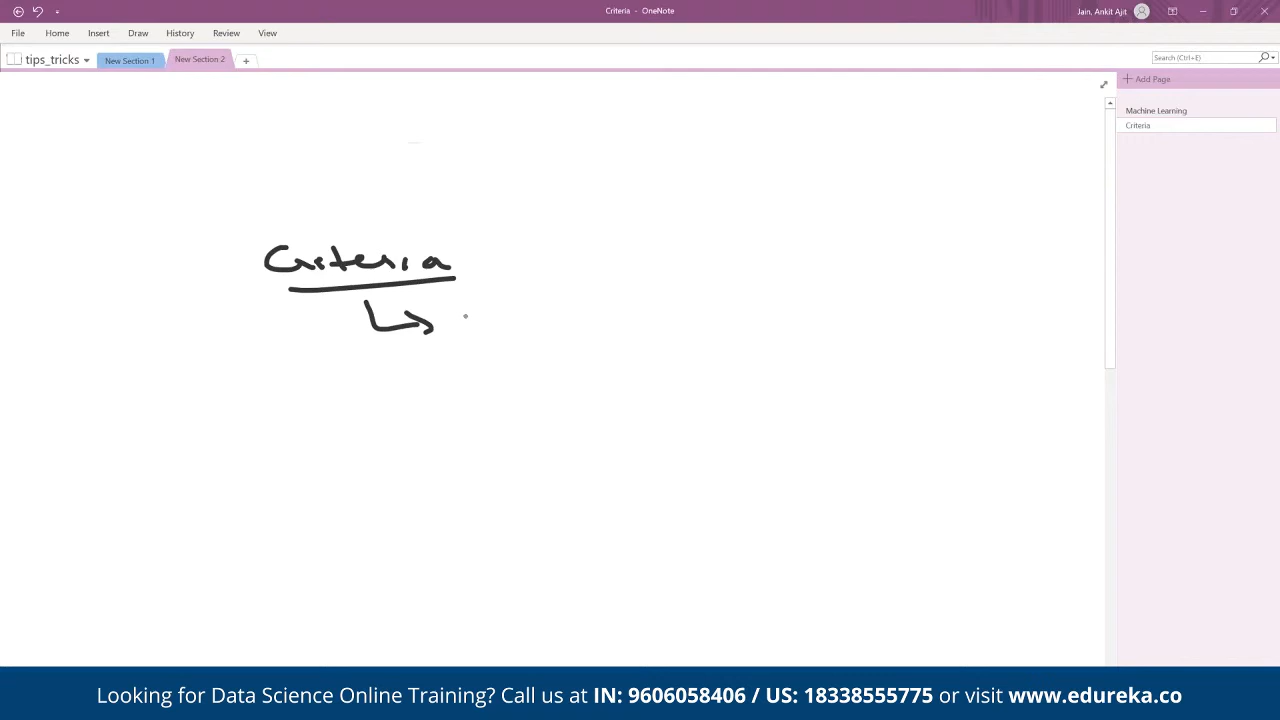 Criteria - OneNote
Jain, Ankit Ajit
File Home Insert Draw History Review View
tips_tricks New Section 1 New Section 2 +
Search (Ctrl+E)
Add Page
Machine Learning
Criteria
Criteria
Looking for Data Science Online Training? Call us at IN: 9606058406 / US: 18338555775 or visit www.edureka.co